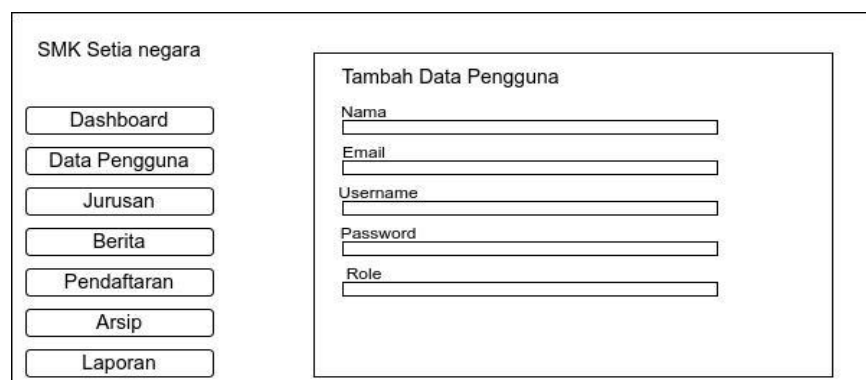 SMK Setia negara
Dashboard
Data Pengguna
Jurusan
Berita
Pendaftaran
Arsip
Laporan
Tambah Data Pengguna
Nama
Email
Username
Password
Role